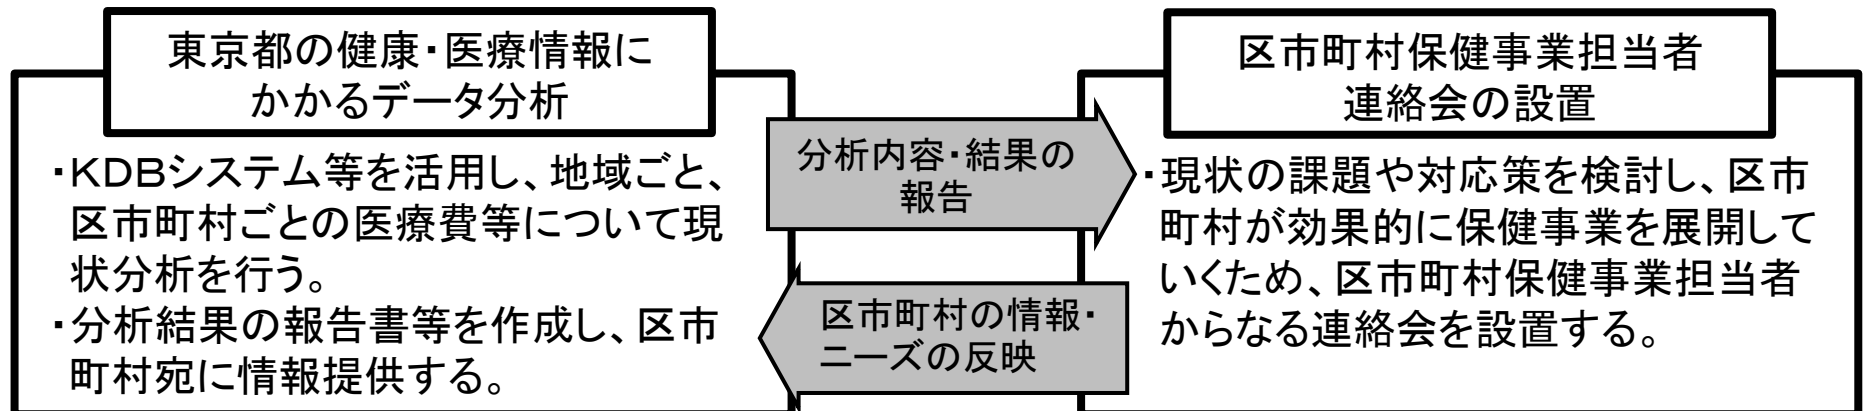 東京都の健康・医療情報に
かかるデータ分析
・KDBシステム等を活用し、地域ごと、
区市町村ごとの医療費等について現
状分析を行う。
・分析結果の報告書等を作成し、区市
町村宛に情報提供する。
分析内容・結果の
報告
区市町村の情報・
ニーズの反映
区市町村保健事業担当者
連絡会の設置
・現状の課題や対応策を検討し、区市
町村が効果的に保健事業を展開して
いくため、区市町村保健事業担当者
からなる連絡会を設置する。